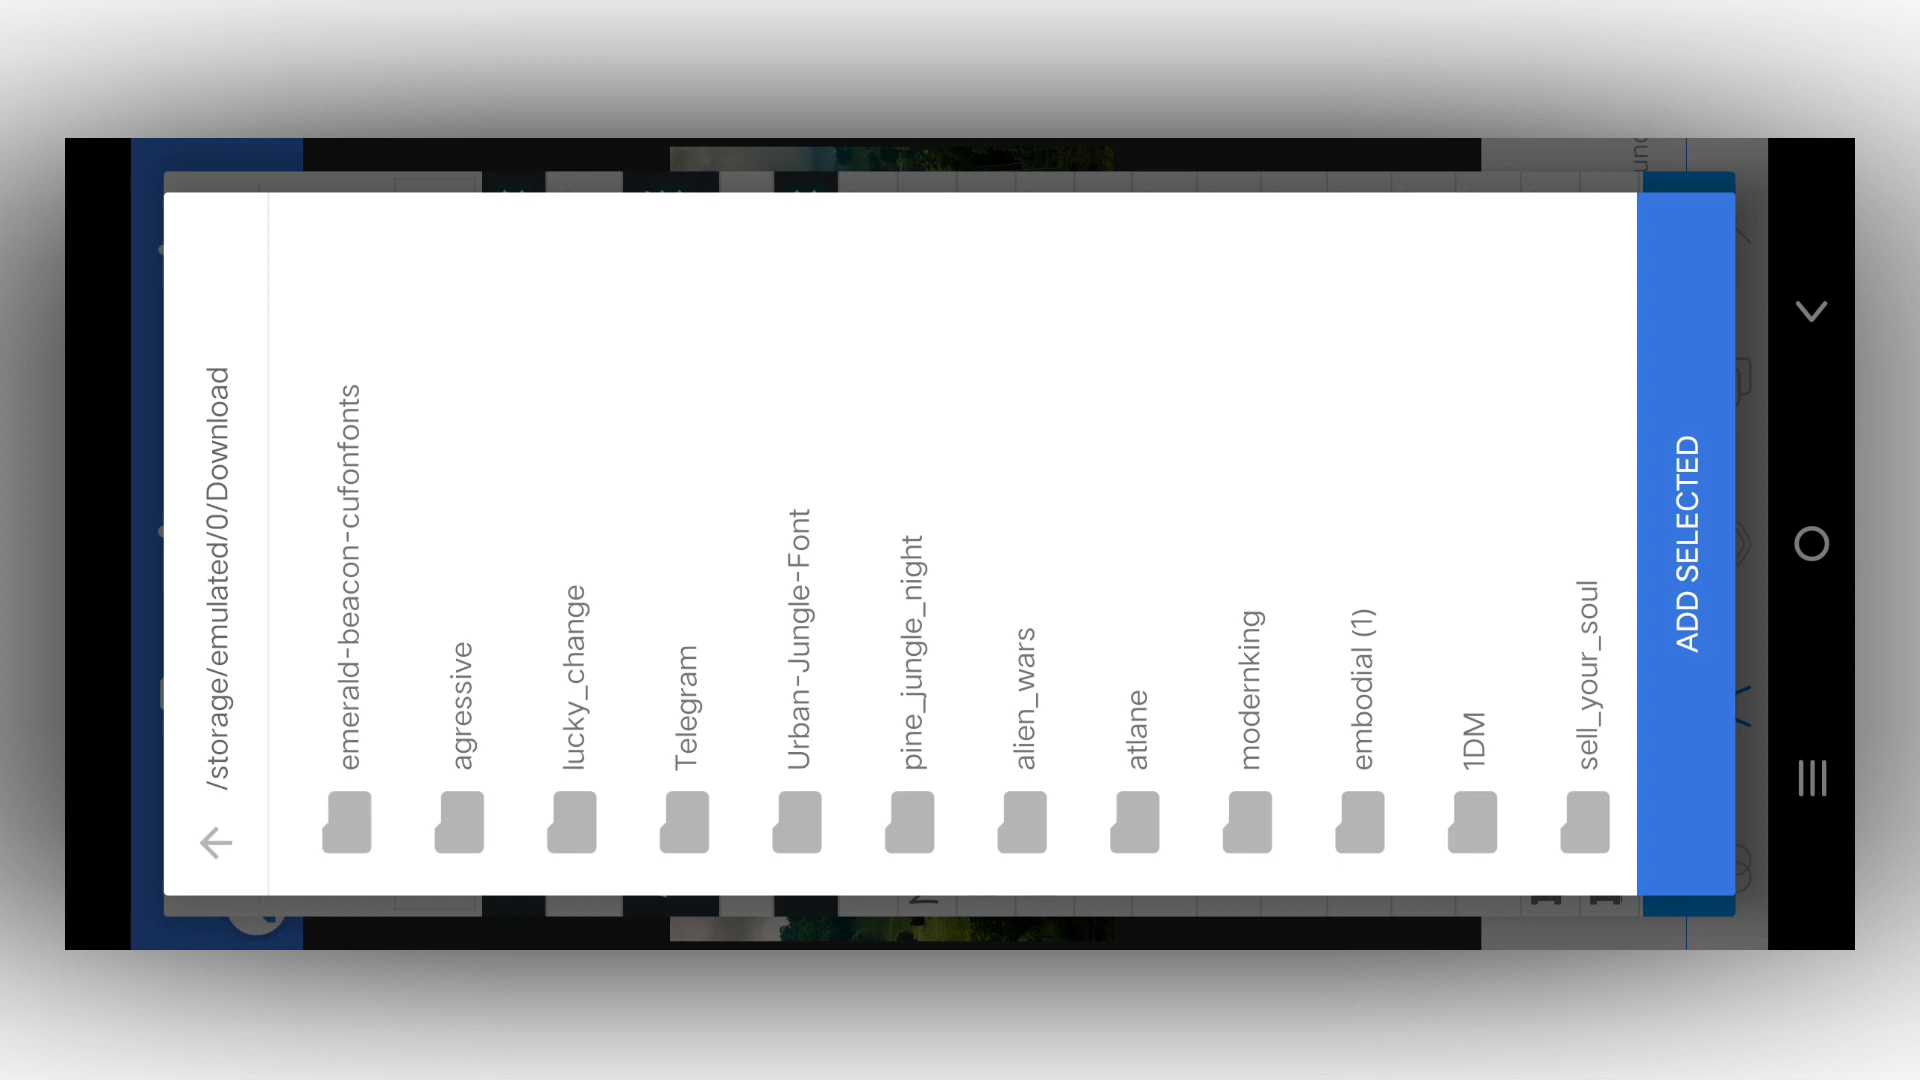 /storage/emulated/0/Download
emerald-beacon-cufonfonts
agressive
lucky_change
Telegram
Urban-Jungle-Font
pine_jungle_night
alien_wars
atlane
modernking
embodial (1)
1DM
sell_your_soul
ADD SELECTED